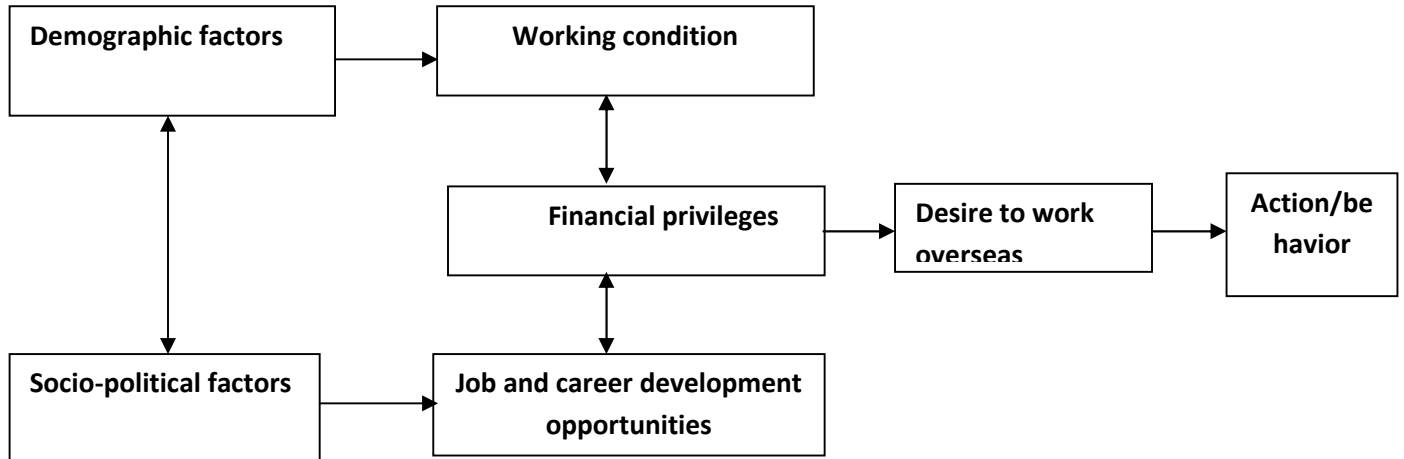 Demographic factors
Working condition
Financial privileges
Desire to work
overseas
Action/be
havior
Socio-political factors
Job and career development
opportunities